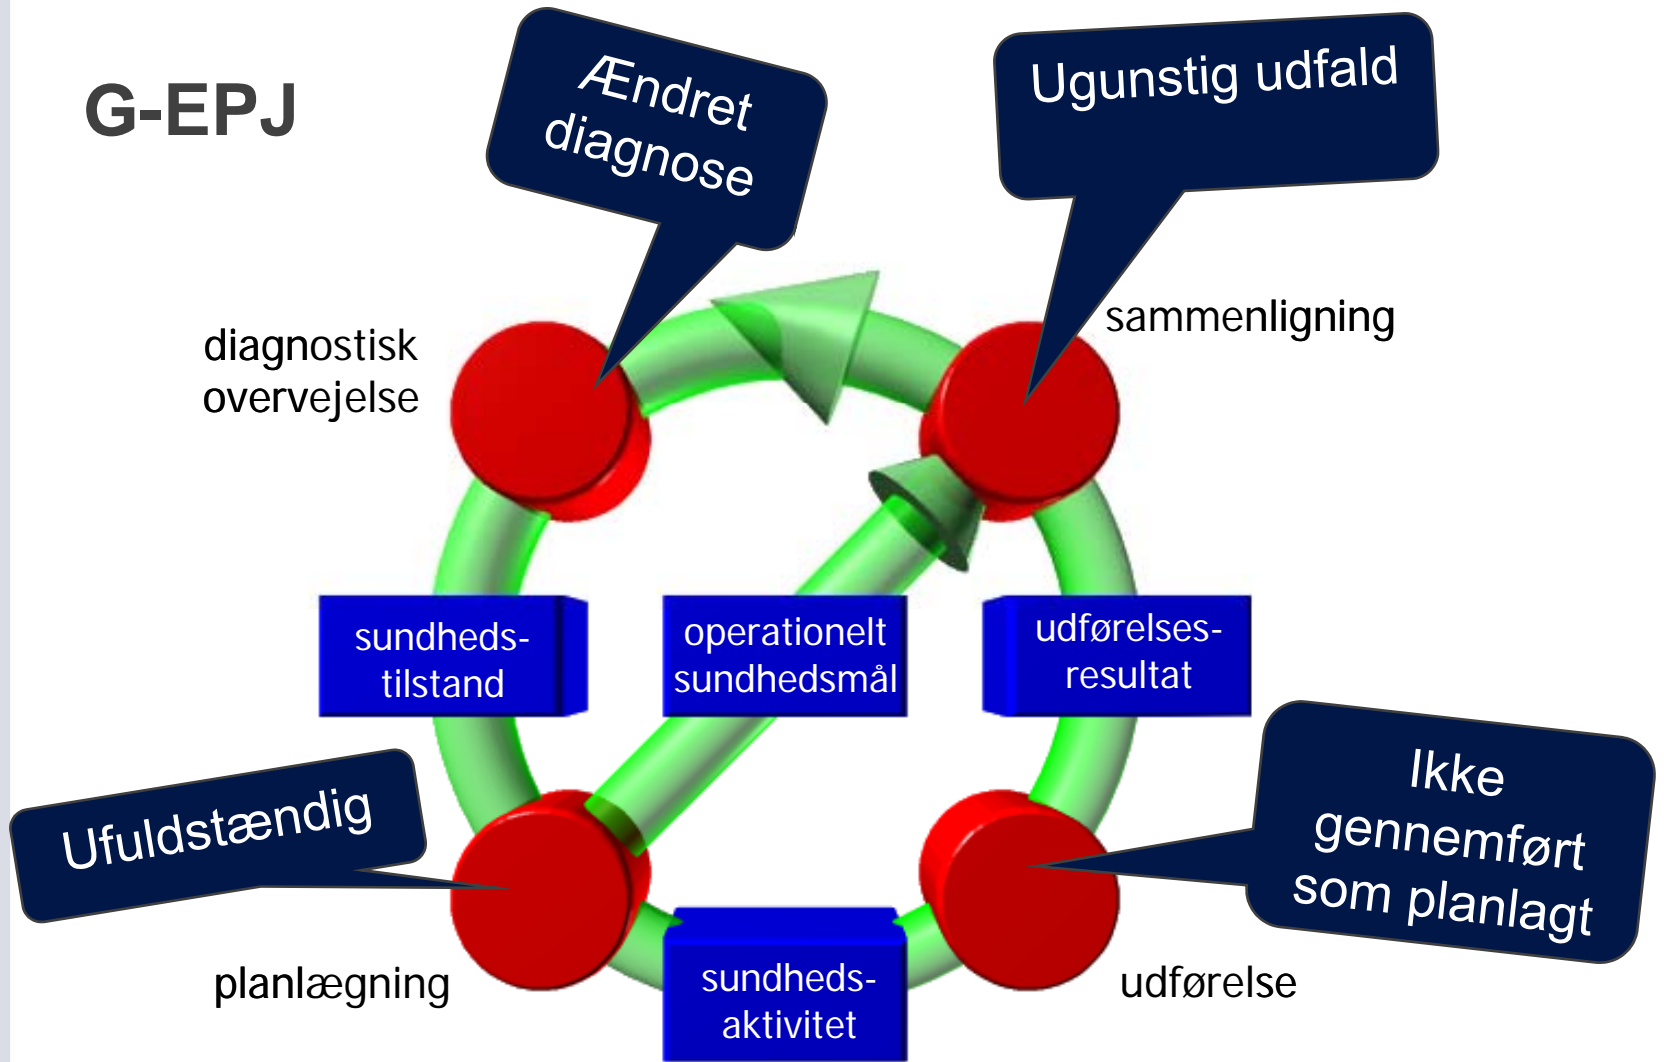 G-EPJ
Ændret
diagnose
Ugunstig udfald
diagnostisk
overvejelse
sammenligning
sundheds-
tilstand
operationelt
sundhedsmål
udførelses-
resultat
Ufuldstændig
Ikke
gennemført
som planlagt
planlægning
sundheds-
aktivitet
udførelse